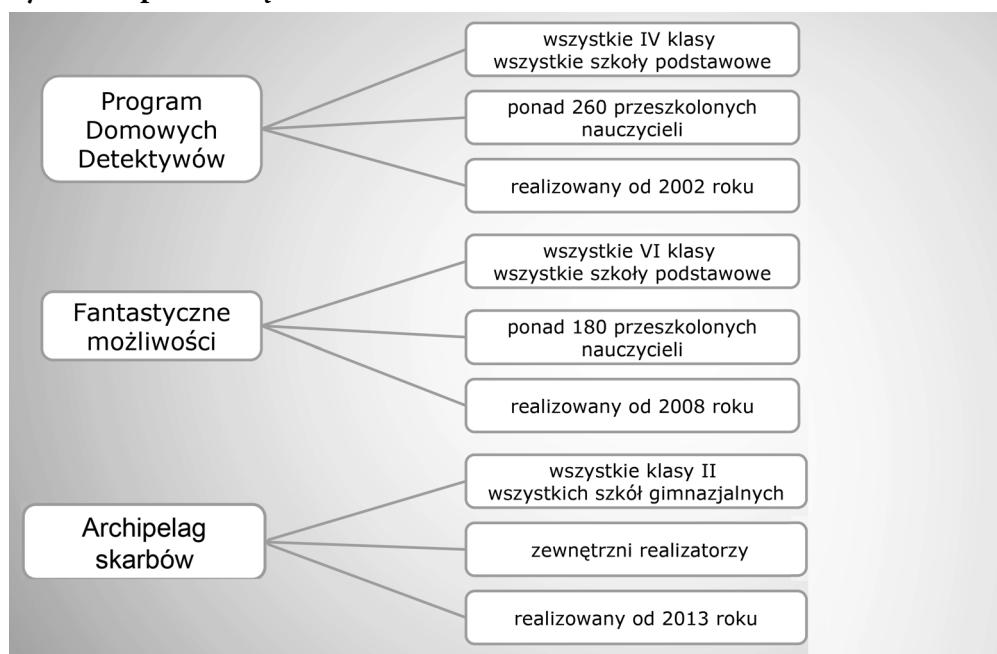 Program
Domowych
Detektywów
wszystkie IV klasy
wszystkie szkoły podstawowe
ponad 260 przeszkolonych
nauczycieli
realizowany od 2002 roku
Fantastyczne
możliwości
wszystkie VI klasy
wszystkie szkoły podstawowe
ponad 180 przeszkolonych
nauczycieli
realizowany od 2008 roku
Archipelag
skarbów
wszystkie klasy II
wszystkich szkół gimnazjalnych
zewnętrzni realizatorzy
realizowany od 2013 roku